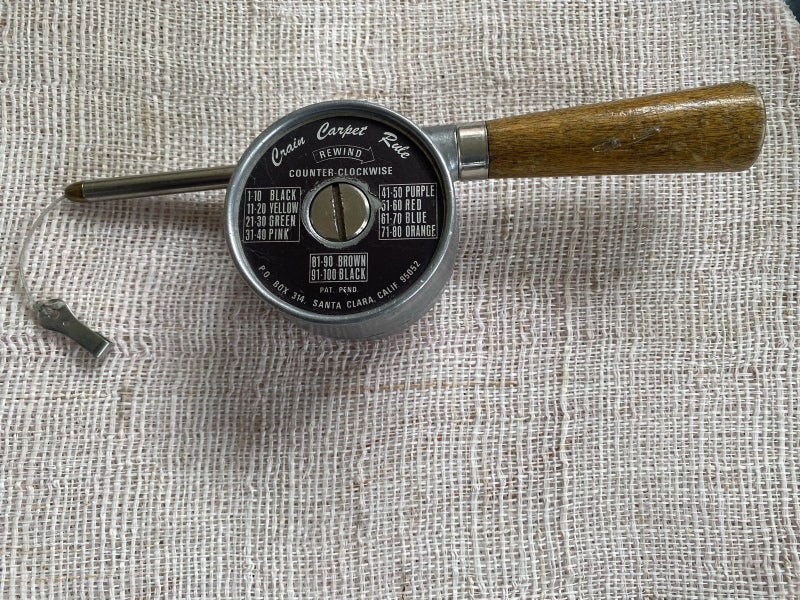 Crain Carpet Rule
REWIND
COUNTER-CLOCKWISE
1-10 BLACK
11-20 YELLOW
21-30 GREEN
31-40 PINK
41-50 PURPLE
51-60 RED
61-70 BLUE
71-80 ORANGE
81-90 BROWN
91-100 BLACK
PAT. PEND.
P.O. BOX 314, SANTA CLARA, CALIF 95052